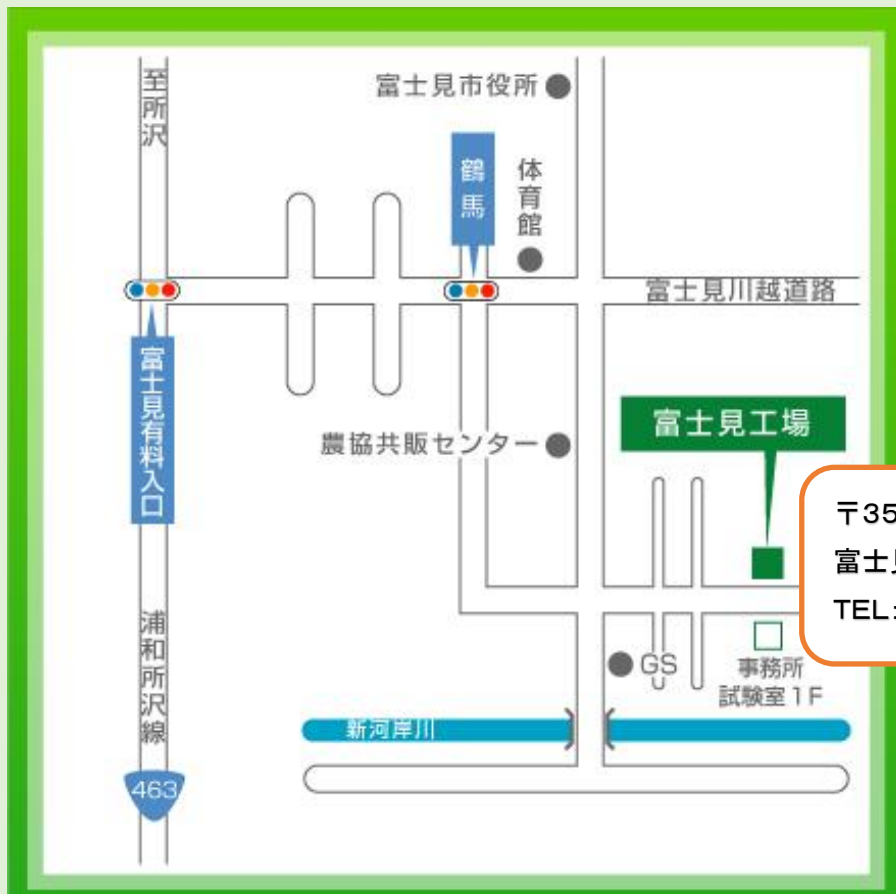 至所沢
富士見市役所
鶴馬
体育館
富士見川越道路
富士見有料入口
農協共販センター
富士見工場
〒35
富士
TEL
浦和所沢線
GS
事務所
試験室1F
新河岸川
463